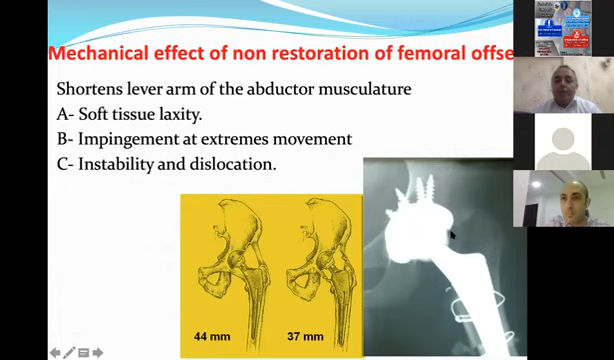 Mechanical effect of non restoration of femoral offse
Shortens lever arm of the abductor musculature
A- Soft tissue laxity.
B- Impingement at extremes movement
C- Instability and dislocation.
44 mm
37 mm